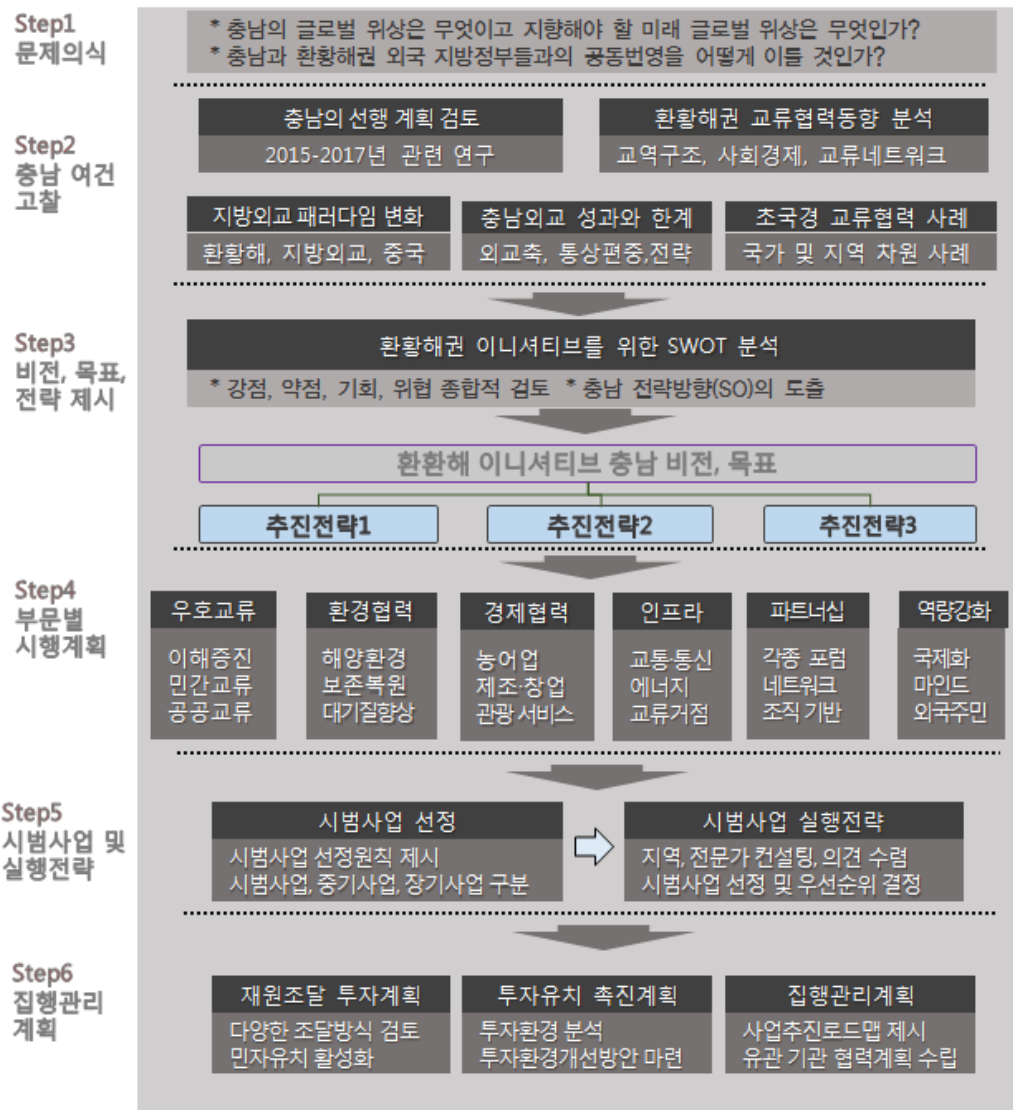 Step1
문제의식
* 충남의 글로벌 위상은 무엇이고 지향해야 할 미래 글로벌 위상은 무엇인가?
* 충남과 환황해권 외국 지방정부들과의 공동번영을 어떻게 이룰 것인가?
Step2
충남 여건
고찰
충남의 선행 계획 검토
2015-2017년 관련 연구
환황해권 교류협력동향 분석
교역구조, 사회경제, 교류네트워크
지방외교 패러다임 변화
환황해, 지방외교, 중국
충남외교 성과와 한계
외교축, 통상편중,전략
초국경 교류협력 사례
국가 및 지역 차원 사례
Step3
비전, 목표,
전략 제시
환황해권 이니셔티브를 위한 SWOT 분석
* 강점, 약점, 기회, 위협 종합적 검토 * 충남 전략방향(SO)의 도출
환환해 이니셔티브 충남 비전, 목표
추진전략1
추진전략2
추진전략3
Step4
부문별
시행계획
우호교류
이해증진
민간교류
공공교류
환경협력
해양환경
보존복원
대기질향상
경제협력
농어업
제조·창업
관광 서비스
인프라
교통·통신
에너지
교류거점
파트너십
각종 포럼
네트워크
조직 기반
역량강화
국제화
마인드
외국주민
Step5
시범사업 및
실행전략
시범사업 선정
시범사업 선정원칙 제시
시범사업, 중기사업, 장기사업 구분
시범사업 실행전략
지역, 전문가 컨설팅, 의견 수렴
시범사업 선정 및 우선순위 결정
Step6
집행관리
계획
재원조달 투자계획
다양한 조달방식 검토
민자유치 활성화
투자유치 촉진계획
투자환경 분석
투자환경개선방안 마련
집행관리계획
사업추진로드맵 제시
유관 기관 협력계획 수립